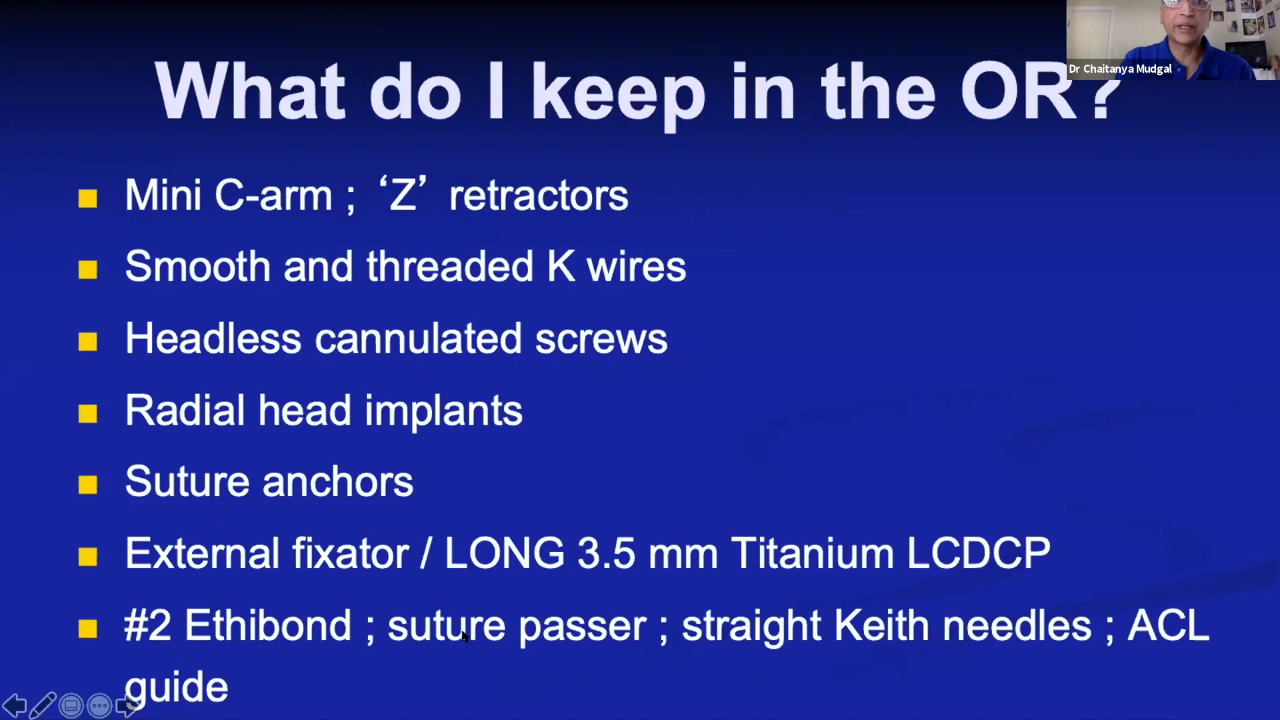 Dr Chaitanya Mudgal
What do I keep in the OR?
Mini C-arm ; ‘Z’ retractors
Smooth and threaded K wires
Headless cannulated screws
Radial head implants
Suture anchors
External fixator / LONG 3.5 mm Titanium LCDCP
#2 Ethibond ; suture passer ; straight Keith needles ; ACL
guide